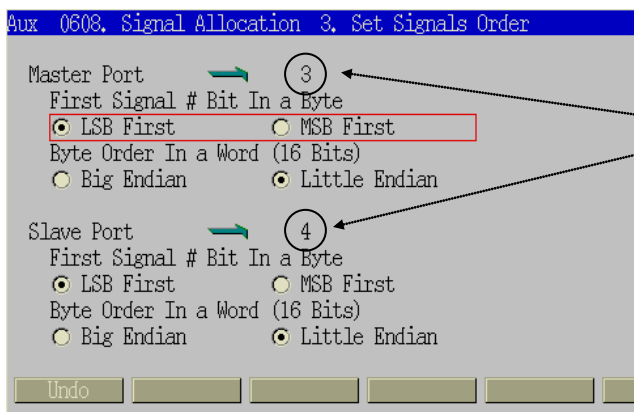 Aux 0608. Signal Allocation 3. Set Signals Order
Master Port 3
First Signal # Bit In a Byte
LSB First MSB First
Byte Order In a Word (16 Bits)
Big Endian Little Endian
Slave Port 4
First Signal # Bit In a Byte
LSB First MSB First
Byte Order In a Word (16 Bits)
Big Endian Little Endian
Undo